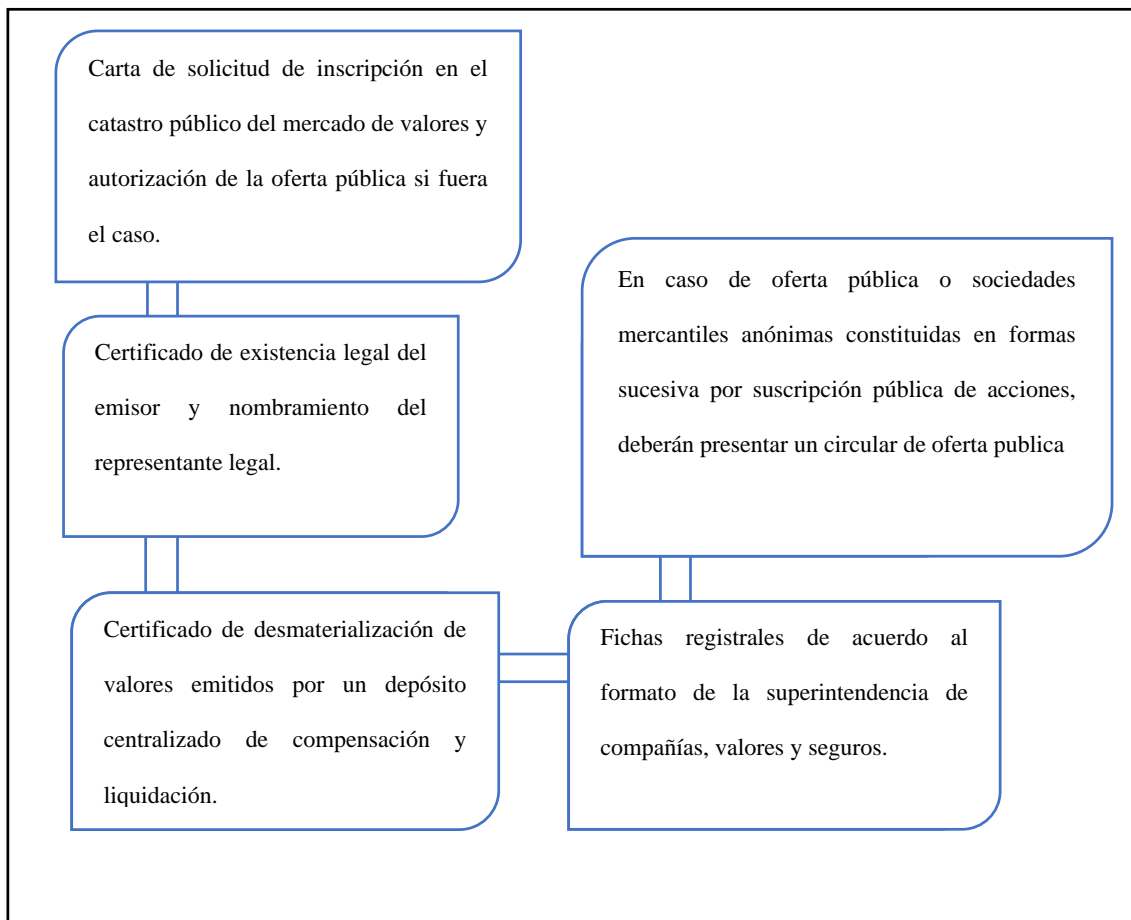 Carta de solicitud de inscripción en el
catastro público del mercado de valores y
autorización de la oferta pública si fuera
el caso.
Certificado de existencia legal del
emisor y nombramiento del
representante legal.
Certificado de desmaterialización de
valores emitidos por un depósito
centralizado de compensación y
liquidación.
Fichas registrales de acuerdo al
formato de la superintendencia de
compañías, valores y seguros.
En caso de oferta pública o sociedades
mercantiles anónimas constituidas en formas
sucesiva por suscripción pública de acciones,
deberán presentar un circular de oferta publica